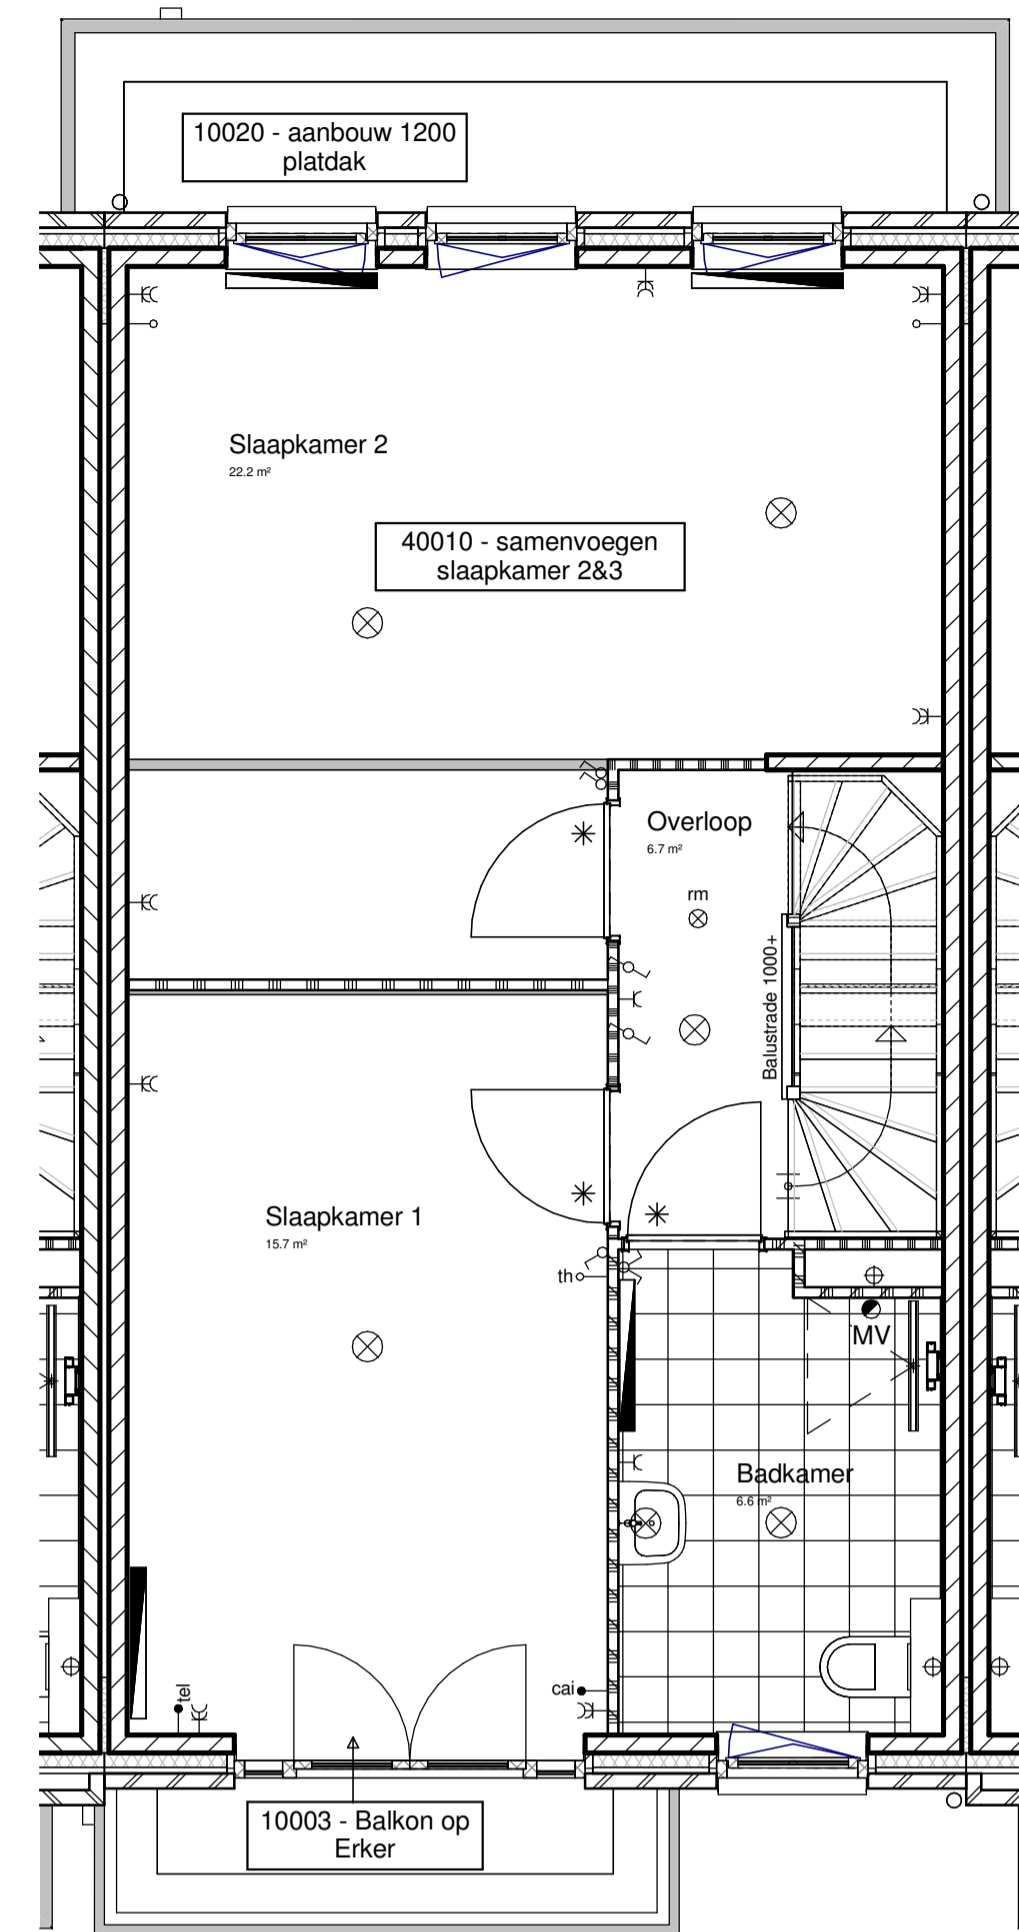 10020 - aanbouw 1200
platdak
Slaapkamer 2
22.2 m²
40010 - samenvoegen
slaapkamer 2&3
Overloop
6.7 m²
rm
Balustrade 1000+
Slaapkamer 1
15.7 m²
th
MV
Badkamer
6.6 m²
tel
cai
10003 - Balkon op
Erker